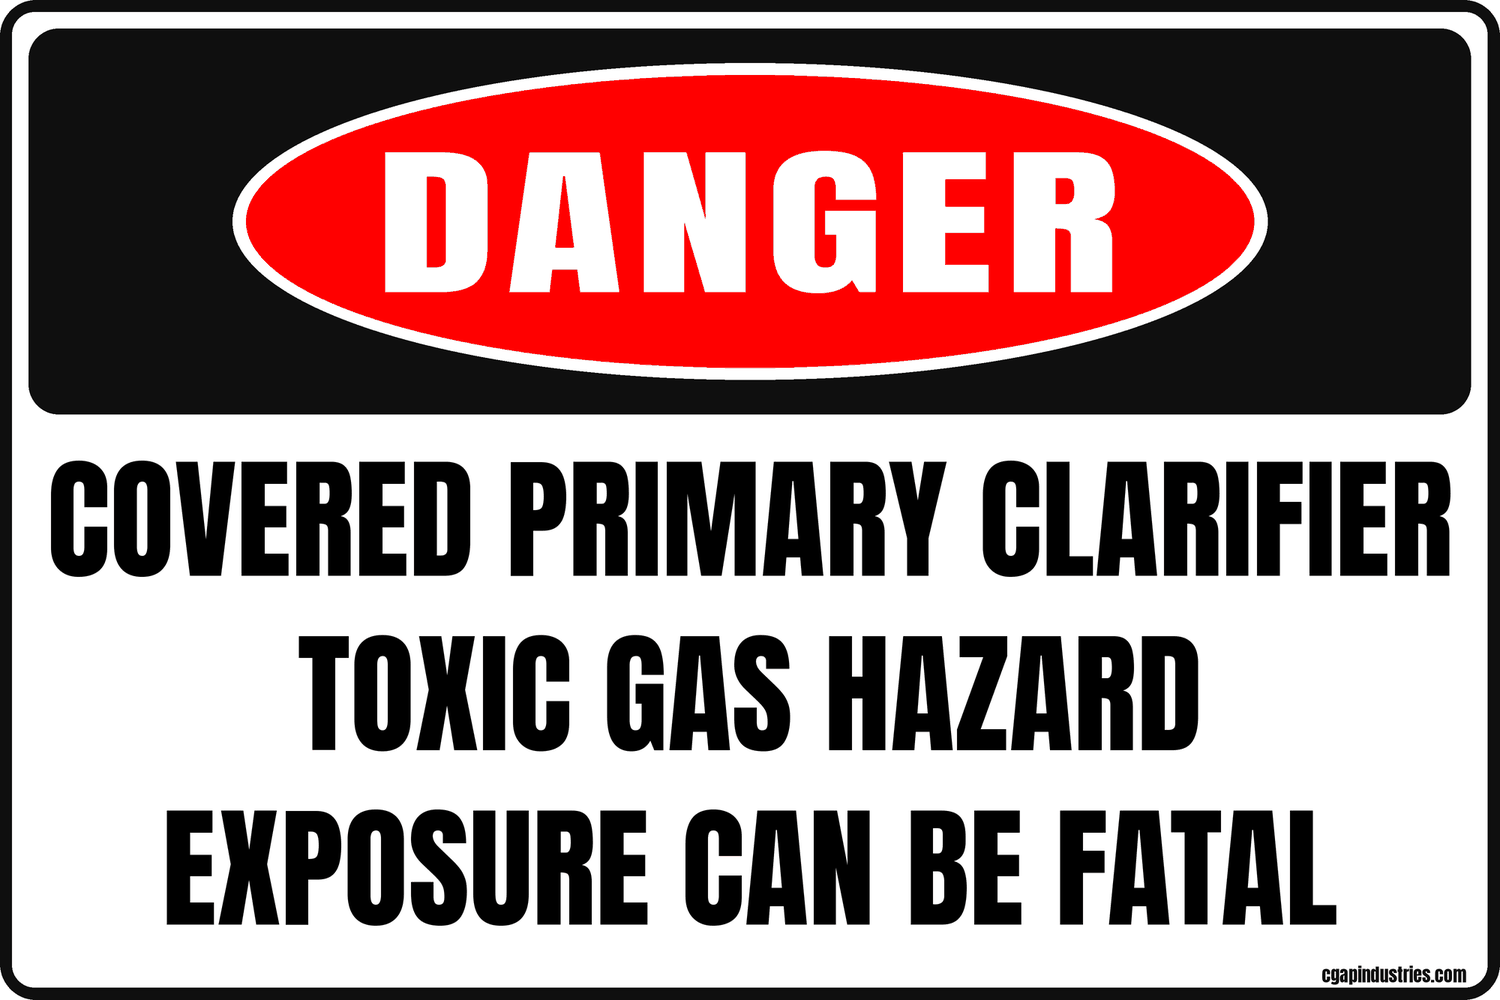 DANGER
COVERED PRIMARY CLARIFIER
TOXIC GAS HAZARD
EXPOSURE CAN BE FATAL
cgapindustries.com